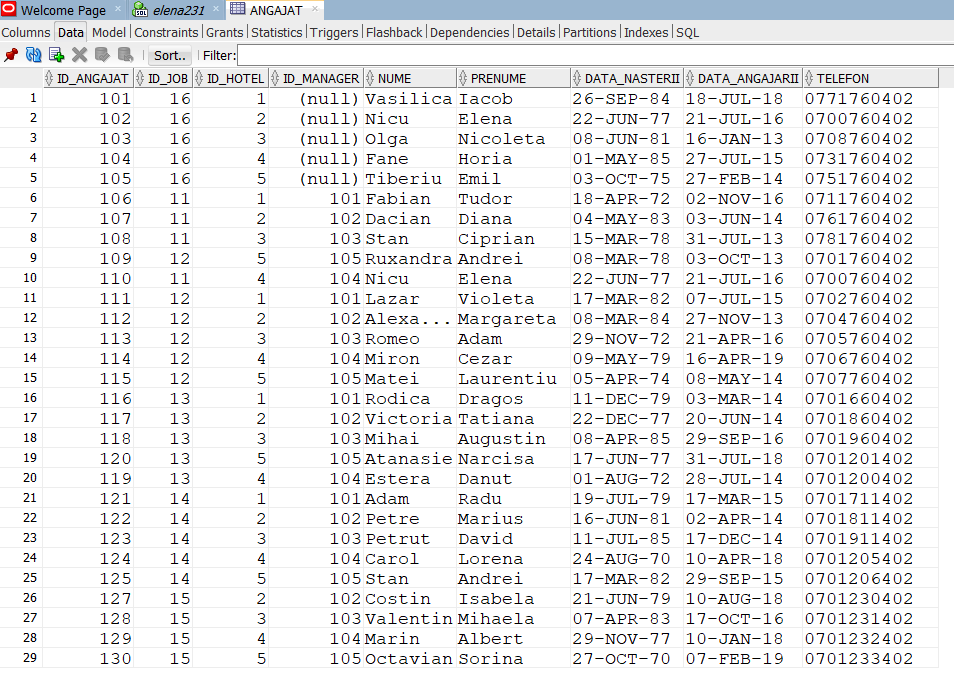 Welcome Page elena231 ANGAJAT
Columns Data Model Constraints Grants Statistics Triggers Flashback Dependencies Details Partitions Indexes SQL
Sort.. Filter:
ID_ANGAJAT ID_JOB ID_HOTEL ID_MANAGER NUME PRENUME DATA_NASTERII DATA_ANGAJARII TELEFON
1 101 16 1 (null) Vasilica Iacob 26-SEP-84 18-JUL-18 0771760402
2 102 16 2 (null) Nicu Elena 22-JUN-77 21-JUL-16 0700760402
3 103 16 3 (null) Olga Nicoleta 08-JUN-81 16-JAN-13 0708760402
4 104 16 4 (null) Fane Horia 01-MAY-85 27-JUL-15 0731760402
5 105 16 5 (null) Tiberiu Emil 03-OCT-75 27-FEB-14 0751760402
6 106 11 1 101 Fabian Tudor 18-APR-72 02-NOV-16 0711760402
7 107 11 2 102 Dacian Diana 04-MAY-83 03-JUN-14 0761760402
8 108 11 3 103 Stan Ciprian 15-MAR-78 31-JUL-13 0781760402
9 109 12 5 105 Ruxandra Andrei 08-MAR-78 03-OCT-13 0701760402
10 110 11 4 104 Nicu Elena 22-JUN-77 21-JUL-16 0700760402
11 111 12 1 101 Lazar Violeta 17-MAR-82 07-JUL-15 0702760402
12 112 12 2 102 Alexa... Margareta 08-MAR-84 27-NOV-13 0704760402
13 113 12 3 103 Romeo Adam 29-NOV-72 21-APR-16 0705760402
14 114 12 4 104 Miron Cezar 09-MAY-79 16-APR-19 0706760402
15 115 12 5 105 Matei Laurentiu 05-APR-74 08-MAY-14 0707760402
16 116 13 1 101 Rodica Dragos 11-DEC-79 03-MAR-14 0701660402
17 117 13 2 102 Victoria Tatiana 22-DEC-77 20-JUN-14 0701860402
18 118 13 3 103 Mihai Augustin 08-APR-85 29-SEP-16 0701960402
19 120 13 5 105 Atanasie Narcisa 17-JUN-77 31-JUL-18 0701201402
20 119 13 4 104 Estera Danut 01-AUG-72 28-JUL-14 0701200402
21 121 14 1 101 Adam Radu 19-JUL-79 17-MAR-15 0701711402
22 122 14 2 102 Petre Marius 16-JUN-81 02-APR-14 0701811402
23 123 14 3 103 Petrut David 11-JUL-85 17-DEC-14 0701911402
24 124 14 4 104 Carol Lorena 24-AUG-70 10-APR-18 0701205402
25 125 14 5 105 Stan Andrei 17-MAR-82 29-SEP-15 0701206402
26 127 15 2 102 Costin Isabela 21-JUN-79 10-AUG-18 0701230402
27 128 15 3 103 Valentin Mihaela 07-APR-83 17-OCT-16 0701231402
28 129 15 4 104 Marin Albert 29-NOV-77 10-JAN-18 0701232402
29 130 15 5 105 Octavian Sorina 27-OCT-70 07-FEB-19 0701233402